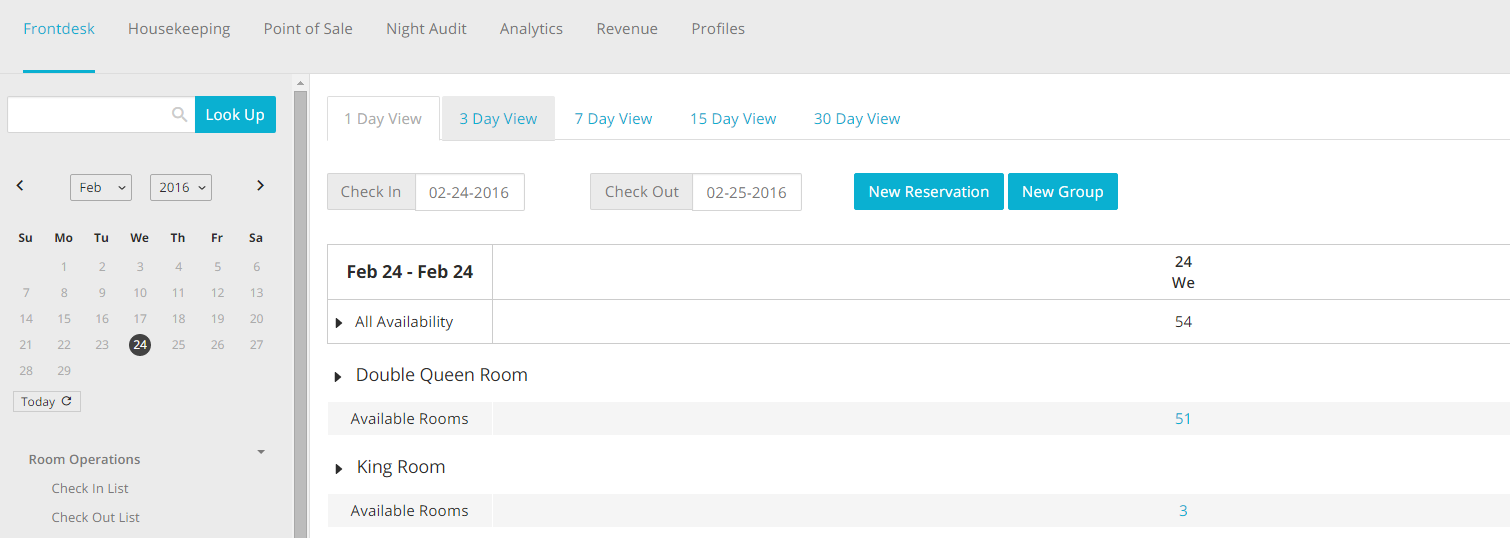 Frontdesk Housekeeping Point of Sale Night Audit Analytics Revenue Profiles
Look Up
Feb 2016
Su Mo Tu We Th Fr Sa
1 2 3 4 5 6
7 8 9 10 11 12 13
14 15 16 17 18 19 20
21 22 23 24 25 26 27
28 29
Today
Room Operations
Check In List
Check Out List
1 Day View 3 Day View 7 Day View 15 Day View 30 Day View
Check In 02-24-2016 Check Out 02-25-2016 New Reservation New Group
Feb 24 - Feb 24
24
We
All Availability 54
Double Queen Room
Available Rooms 51
King Room
Available Rooms 3